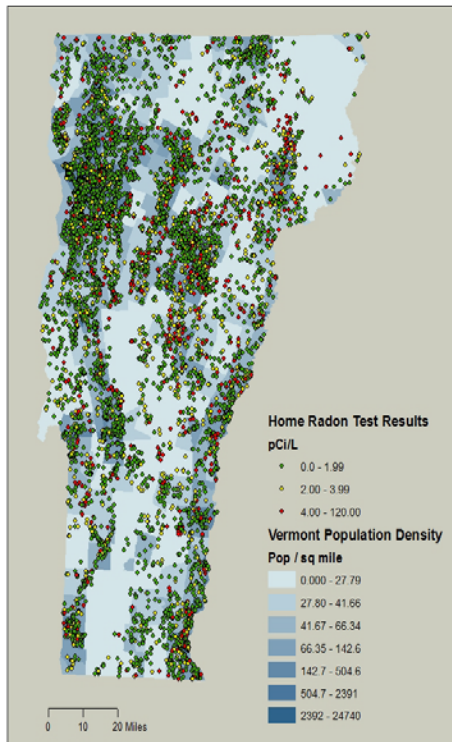 Home Radon Test Results
pCi/L
0.0 - 1.99
2.00 - 3.99
4.00 - 120.00
Vermont Population Density
Pop / sq mile
0.000 - 27.79
27.80 - 41.66
41.67 - 66.34
66.35 - 142.6
142.7 - 504.6
504.7 - 2391
2392 - 24740
0 10 20 Miles